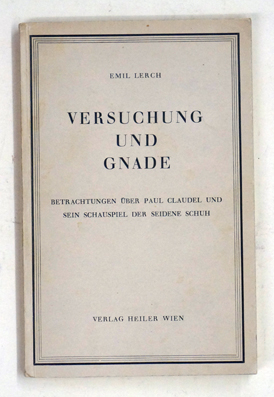 EMIL LERCH
VERSUCHUNG
UND
GNADE
BETRACHTUNGEN ÜBER PAUL CLAUDEL UND
SEIN SCHAUSPIEL DER SEIDENE SCHUH
VERLAG HEILER WIEN